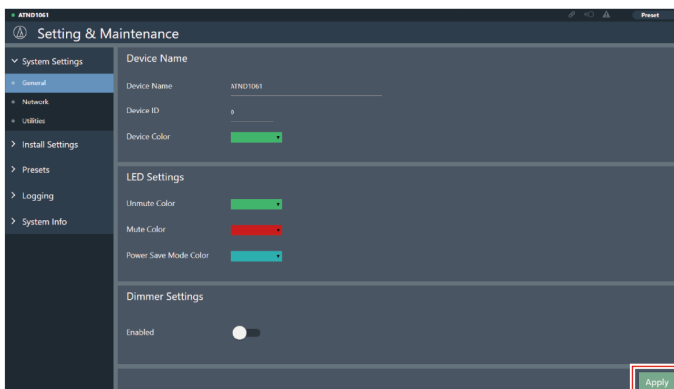 ATND1061
Preset
Setting & Maintenance
System Settings
General
Network
Utilities
Install Settings
Presets
Logging
System Info
Device Name
Device Name ATND1061
Device ID
Device Color
LED Settings
Unmute Color
Mute Color
Power Save Mode Color
Dimmer Settings
Enabled
Apply